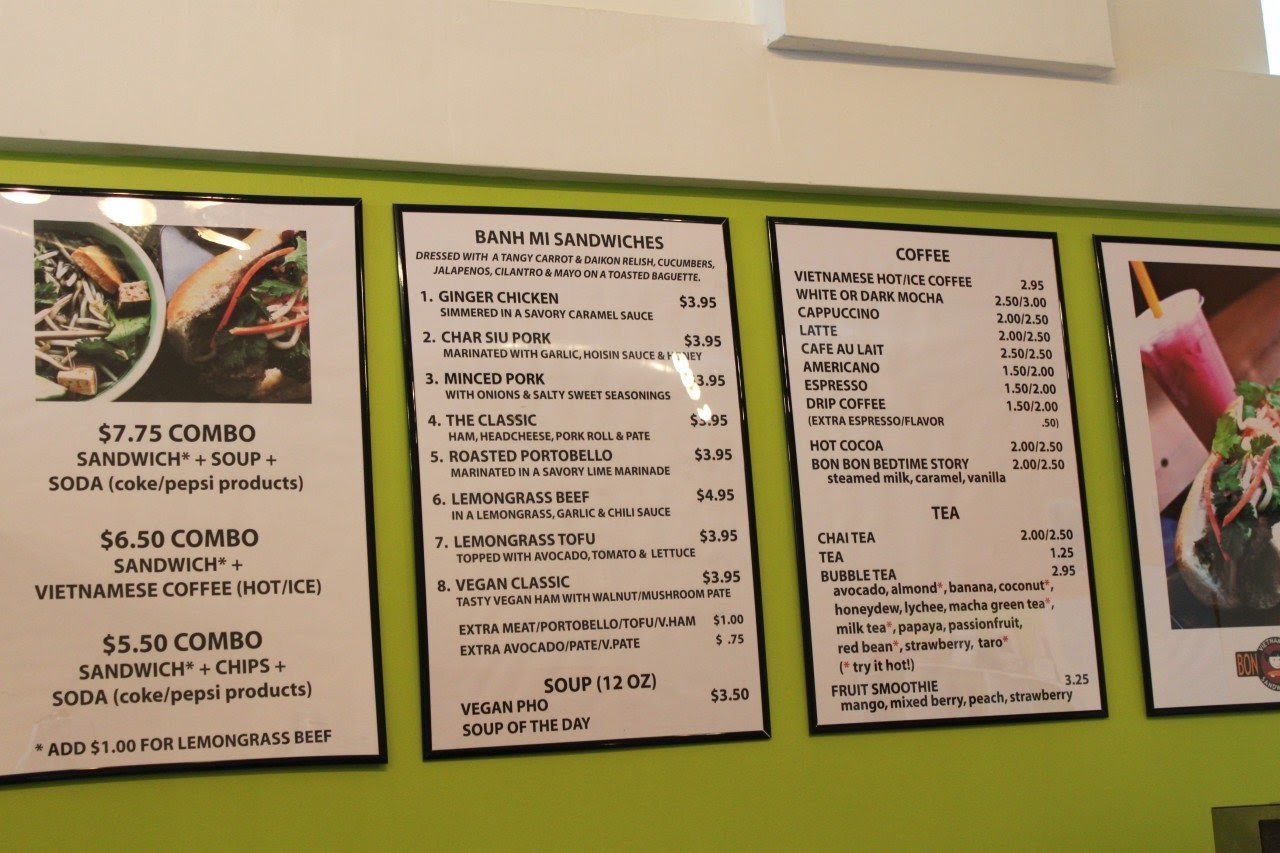 $7.75 COMBO
SANDWICH* + SOUP +
SODA (coke/pepsi products)
$6.50 COMBO
SANDWICH* +
VIETNAMESE COFFEE (HOT/ICE)
$5.50 COMBO
SANDWICH* + CHIPS +
SODA (coke/pepsi products)
* ADD $1.00 FOR LEMONGRASS BEEF
BANH MI SANDWICHES
DRESSED WITH A TANGY CARROT & DAIKON RELISH, CUCUMBERS,
JALAPENOS, CILANTRO & MAYO ON A TOASTED BAGUETTE.
1. GINGER CHICKEN $3.95
SIMMERED IN A SAVORY CARAMEL SAUCE
2. CHAR SIU PORK $3.95
MARINATED WITH GARLIC, HOISIN SAUCE & HONEY
3. MINCED PORK $3.95
WITH ONIONS & SALTY SWEET SEASONINGS
4. THE CLASSIC $3.95
HAM, HEADCHEESE, PORK ROLL & PATE
5. ROASTED PORTOBELLO $3.95
MARINATED IN A SAVORY LIME MARINADE
6. LEMONGRASS BEEF $4.95
IN A LEMONGRASS, GARLIC & CHILI SAUCE
7. LEMONGRASS TOFU $3.95
TOPPED WITH AVOCADO, TOMATO & LETTUCE
8. VEGAN CLASSIC $3.95
TASTY VEGAN HAM WITH WALNUT/MUSHROOM PATE
EXTRA MEAT/PORTOBELLO/TOFU/V.HAM $1.00
EXTRA AVOCADO/PATE/V.PATE $ .75
SOUP (12 OZ)
VEGAN PHO $3.50
SOUP OF THE DAY
COFFEE
VIETNAMESE HOT/ICE COFFEE 2.95
WHITE OR DARK MOCHA 2.50/3.00
CAPPUCCINO 2.00/2.50
LATTE 2.00/2.50
CAFE AU LAIT 2.50/2.50
AMERICANO 1.50/2.00
ESPRESSO 1.50/2.00
DRIP COFFEE 1.50/2.00
(EXTRA ESPRESSO/FLAVOR .50)
HOT COCOA 2.00/2.50
BON BON BEDTIME STORY 2.00/2.50
steamed milk, caramel, vanilla
TEA
CHAI TEA 2.00/2.50
TEA 1.25
BUBBLE TEA 2.95
avocado, almond*, banana, coconut*,
honeydew, lychee, macha green tea*,
milk tea*, papaya, passionfruit,
red bean*, strawberry, taro*
(* try it hot!)
FRUIT SMOOTHIE 3.25
mango, mixed berry, peach, strawberry
BON